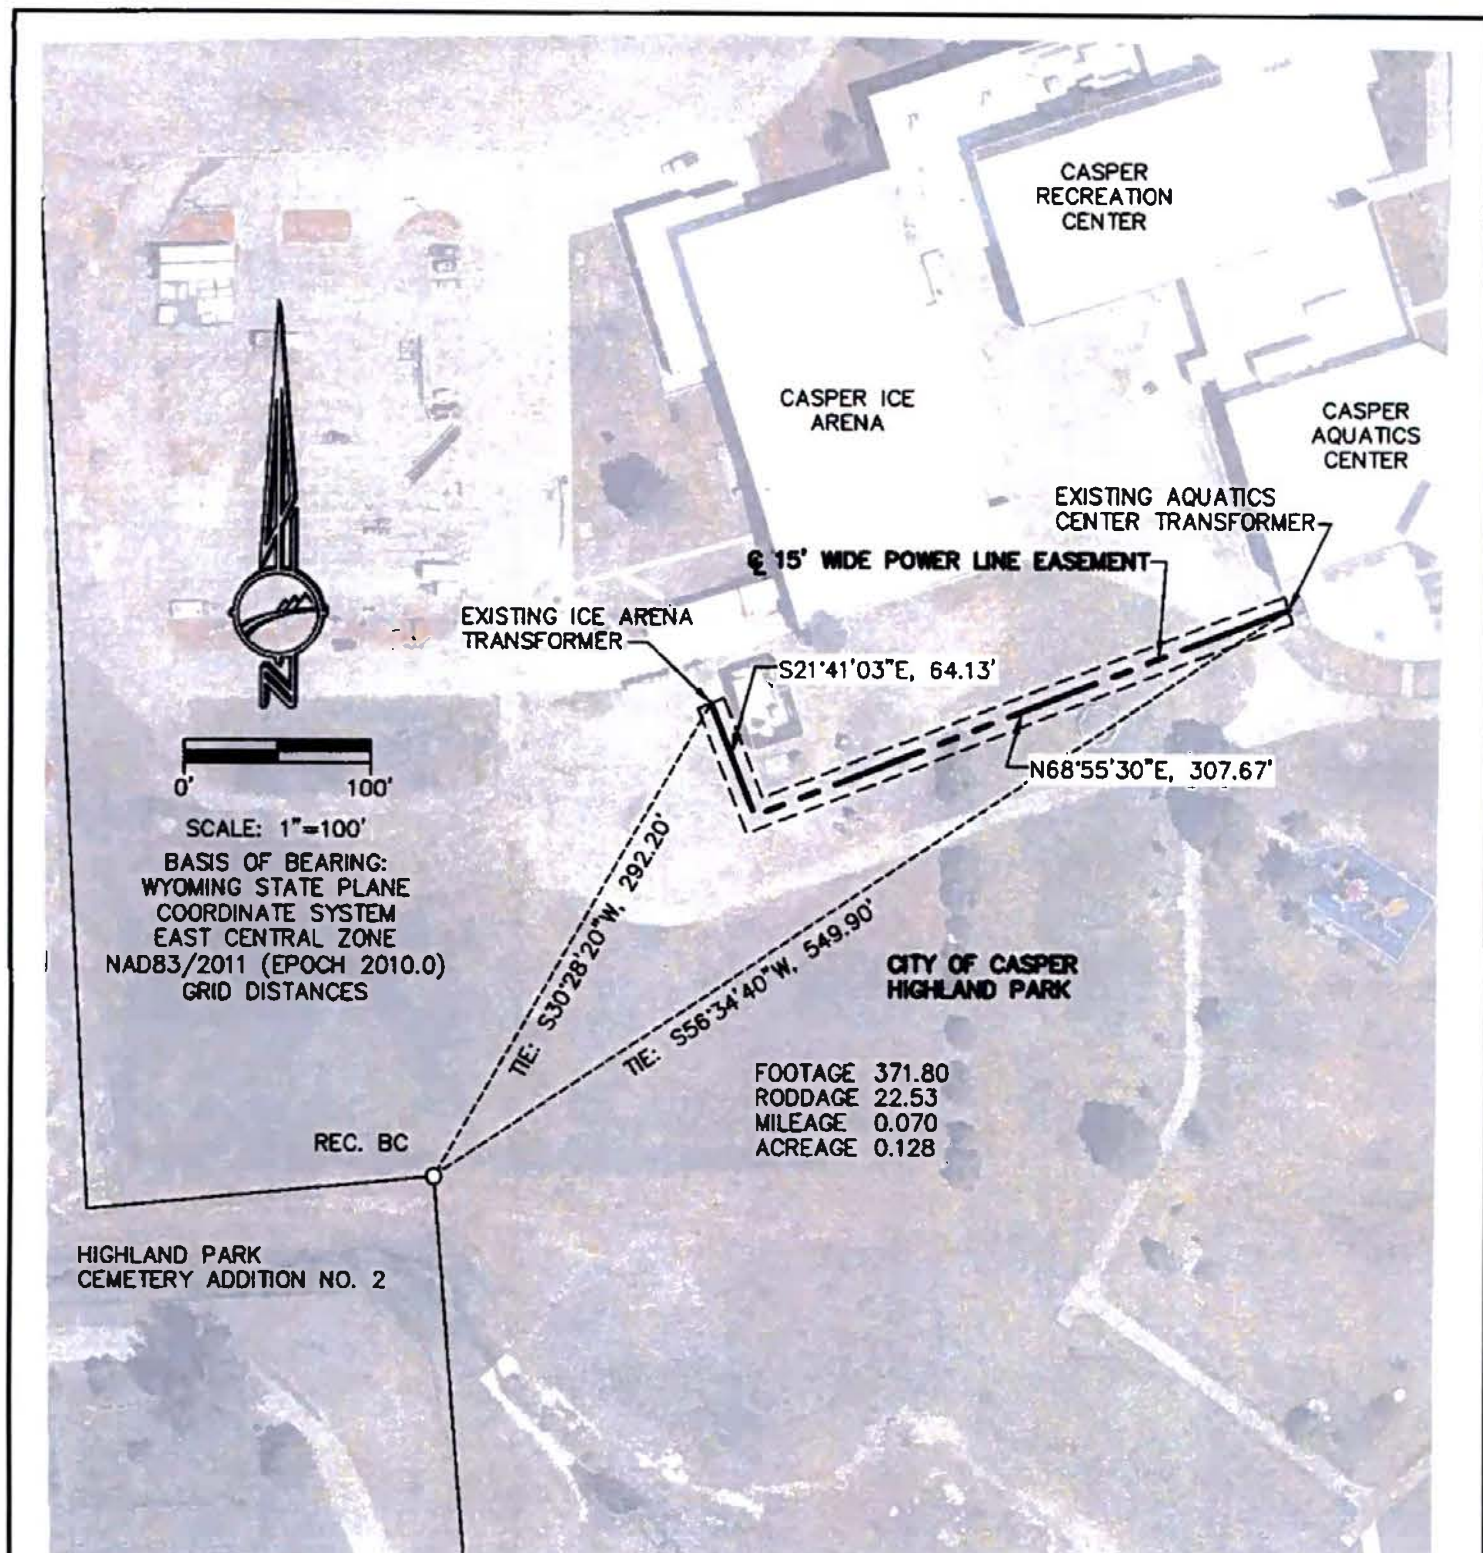 CASPER
RECREATION
CENTER
CASPER ICE
ARENA
CASPER
AQUATICS
CENTER
EXISTING AQUATICS
CENTER TRANSFORMER
℄ 15' WIDE POWER LINE EASEMENT
EXISTING ICE ARENA
TRANSFORMER
S21°41'03"E, 64.13'
N68°55'30"E, 307.67'
N
0' 100'
SCALE: 1"=100'
BASIS OF BEARING:
WYOMING STATE PLANE
COORDINATE SYSTEM
EAST CENTRAL ZONE
NAD83/2011 (EPOCH 2010.0)
GRID DISTANCES
TIE: S30°28'20"W, 292.20'
TIE: S56°34'40"W, 549.90'
CITY OF CASPER
HIGHLAND PARK
FOOTAGE 371.80
RODDAGE 22.53
MILEAGE 0.070
ACREAGE 0.128
REC. BC
HIGHLAND PARK
CEMETERY ADDITION NO. 2